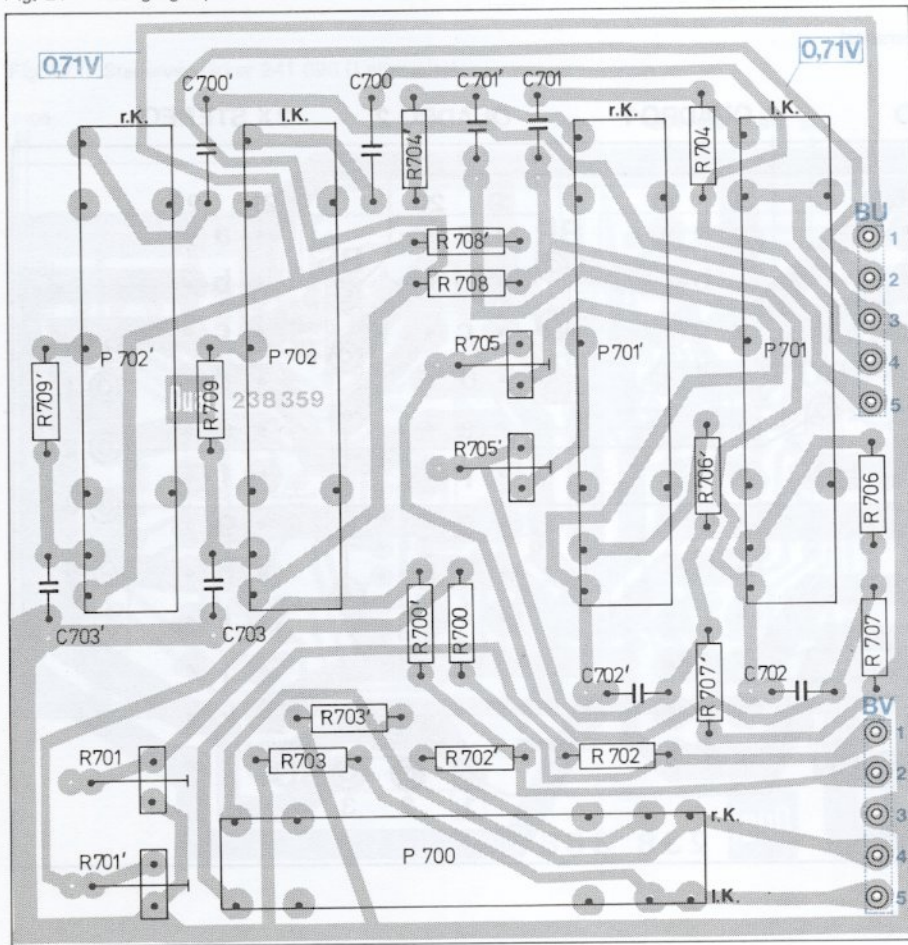 0,71V
0,71V
C700'
C700
C701'
C701
r.K.
l.K.
r.K.
l.K.
R704'
R704
BU
1
2
3
4
5
R708'
R708
R705
P702'
P702
P701'
P701
R709'
R709
238 359
R705'
R706'
R706
R700'
R700
R707
C703'
C703
C702'
R707'
C702
BV
R703'
1
R701
R703
R702'
R702
2
r.K.
3
P 700
4
R701'
l.K.
5